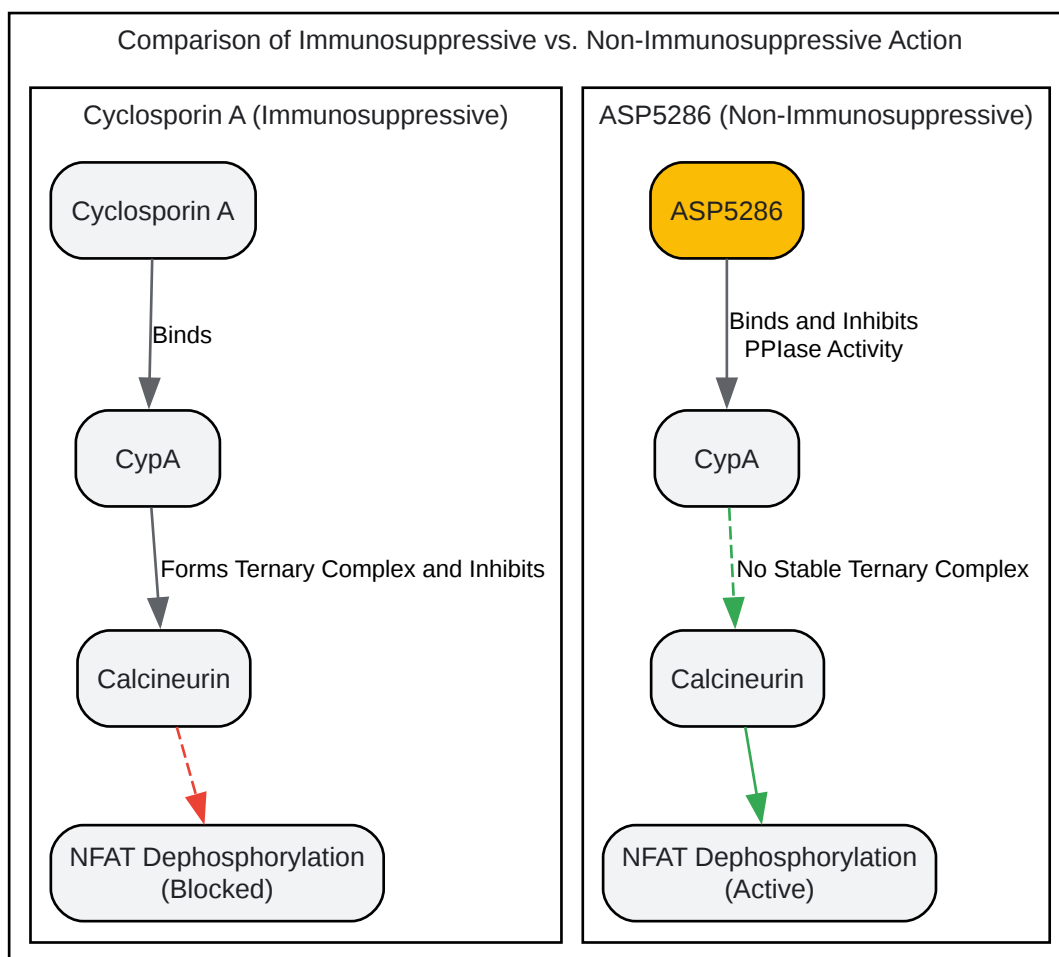 Comparison of Immunosuppressive vs. Non-Immunosuppressive Action
Cyclosporin A (Immunosuppressive)
Cyclosporin A
Binds
CypA
Forms Ternary Complex and Inhibits
Calcineurin
NFAT Dephosphorylation
(Blocked)
ASP5286 (Non-Immunosuppressive)
ASP5286
Binds and Inhibits
PPIase Activity
CypA
No Stable Ternary Complex
Calcineurin
NFAT Dephosphorylation
(Active)